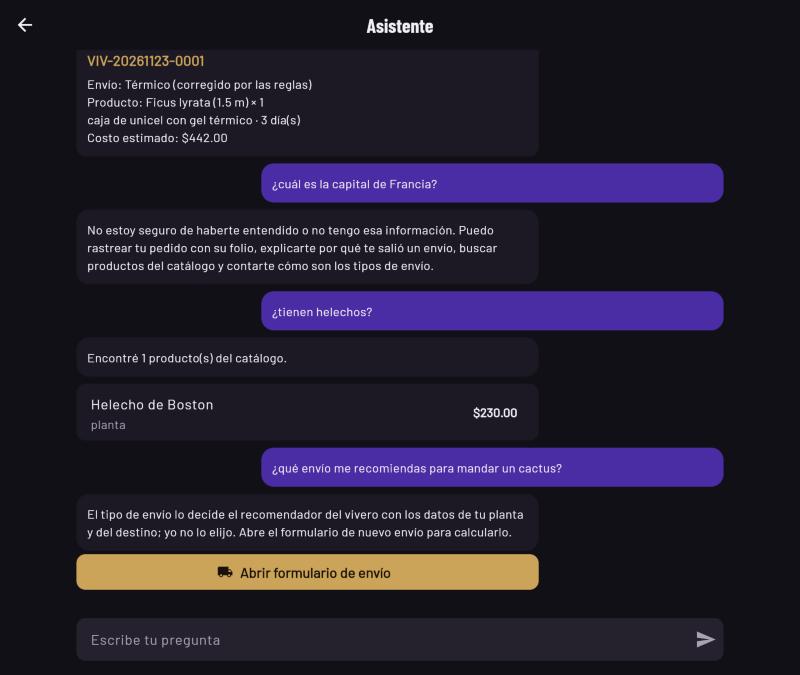 Asistente
VIV-20261123-0001
Envío: Térmico (corregido por las reglas)
Producto: Ficus lyrata (1.5 m) × 1
caja de unicel con gel térmico · 3 día(s)
Costo estimado: $442.00
¿cuál es la capital de Francia?
No estoy seguro de haberte entendido o no tengo esa información. Puedo
rastrear tu pedido con su folio, explicarte por qué te salió un envío, buscar
productos del catálogo y contarte cómo son los tipos de envío.
¿tienen helechos?
Encontré 1 producto(s) del catálogo.
Helecho de Boston
$230.00
planta
¿qué envío me recomiendas para mandar un cactus?
El tipo de envío lo decide el recomendador del vivero con los datos de tu planta
y del destino; yo no lo elijo. Abre el formulario de nuevo envío para calcularlo.
Abrir formulario de envío
Escribe tu pregunta